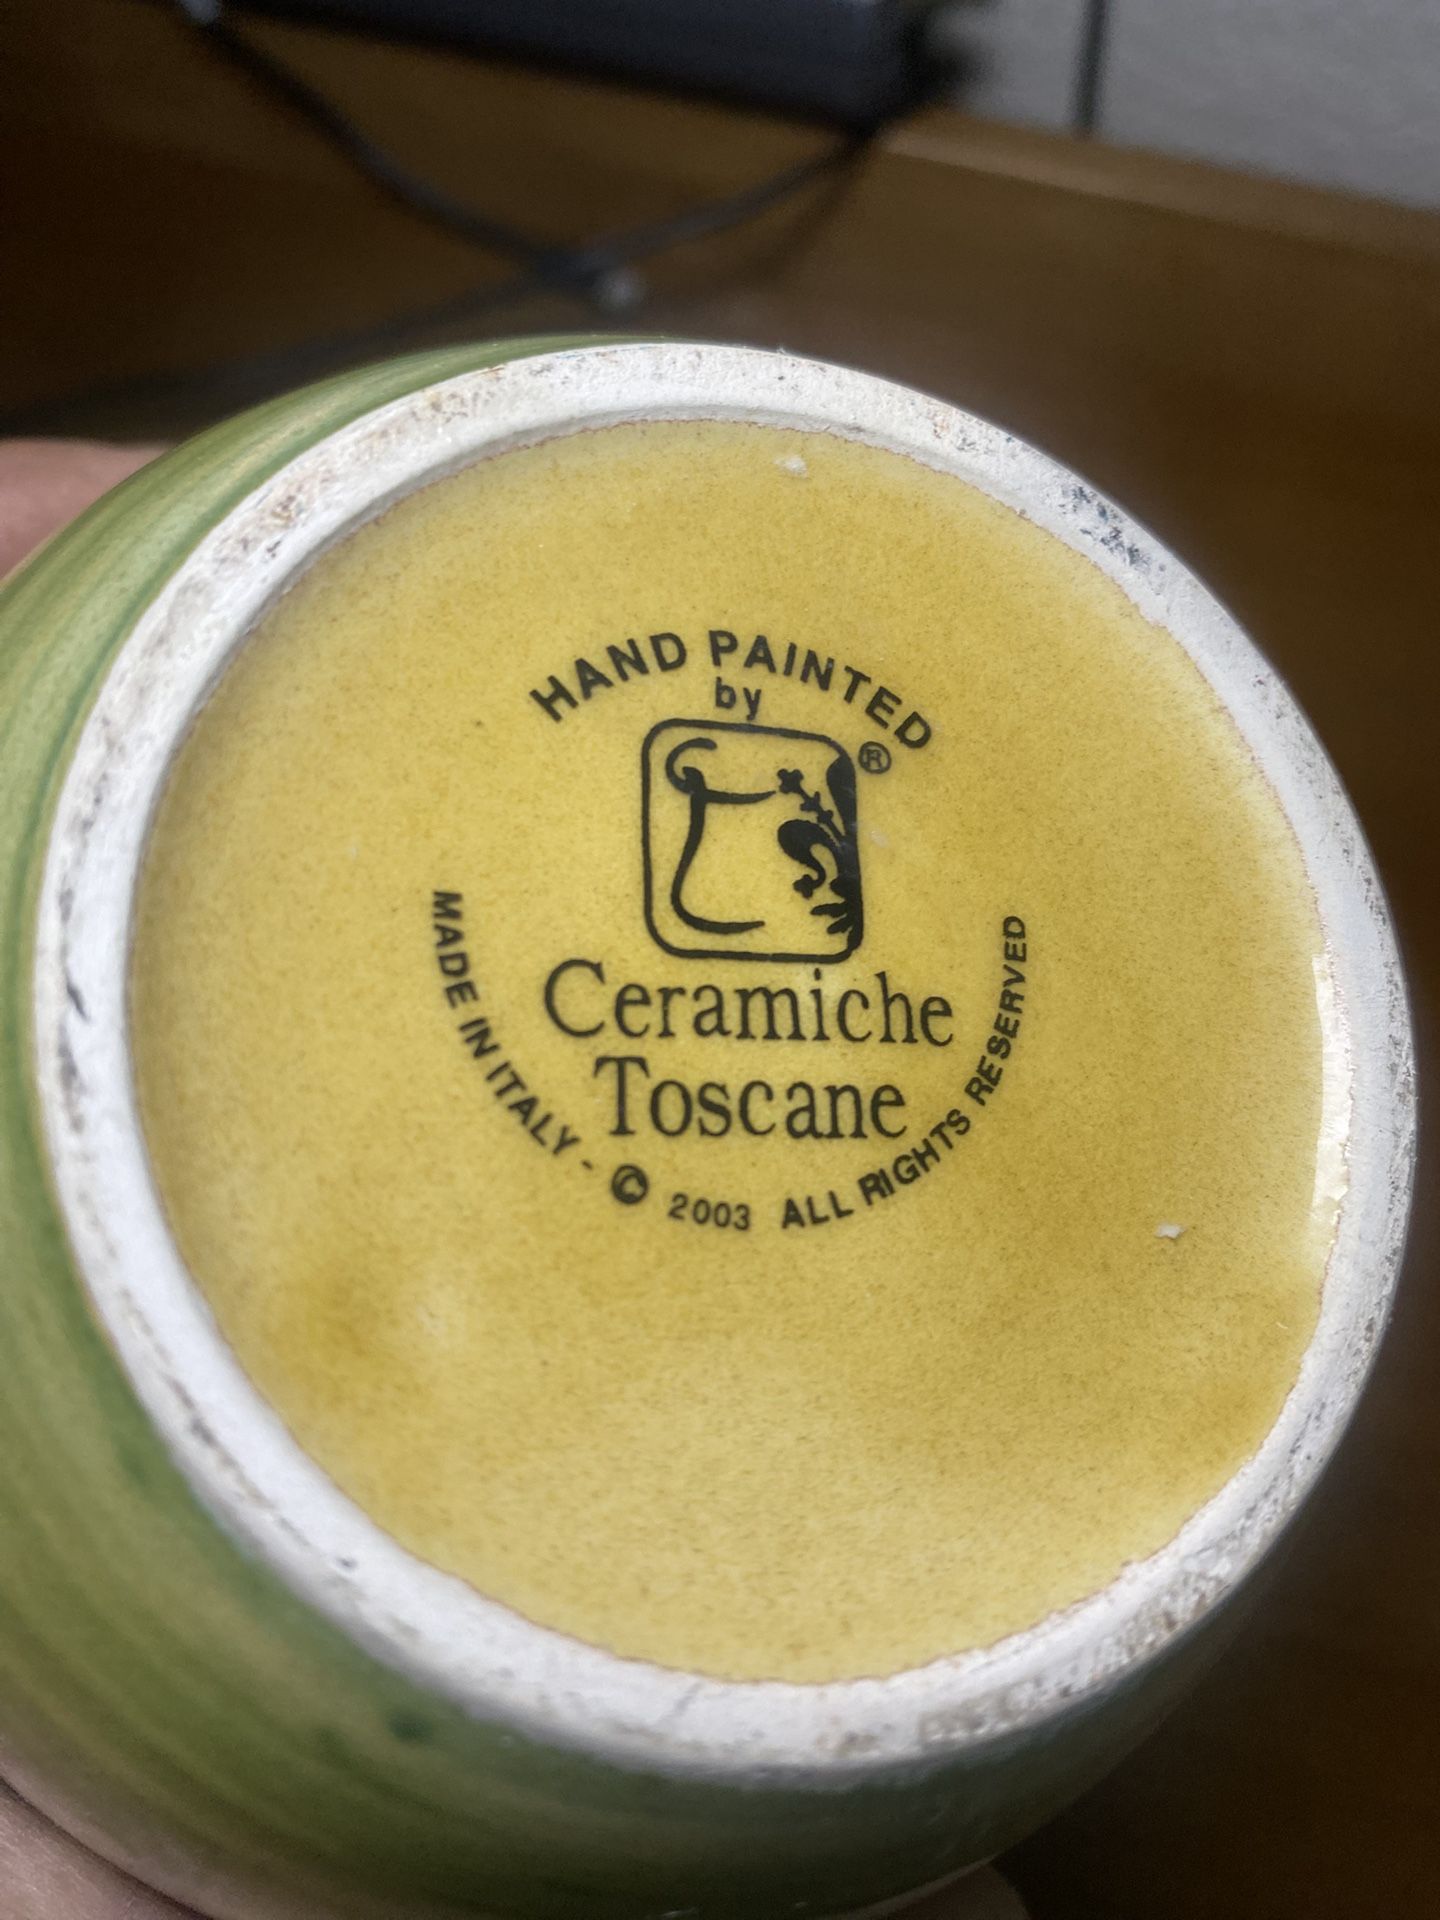 HAND PAINTED
by
®
Ceramiche
Toscane
MADE IN ITALY - © 2003 ALL RIGHTS RESERVED